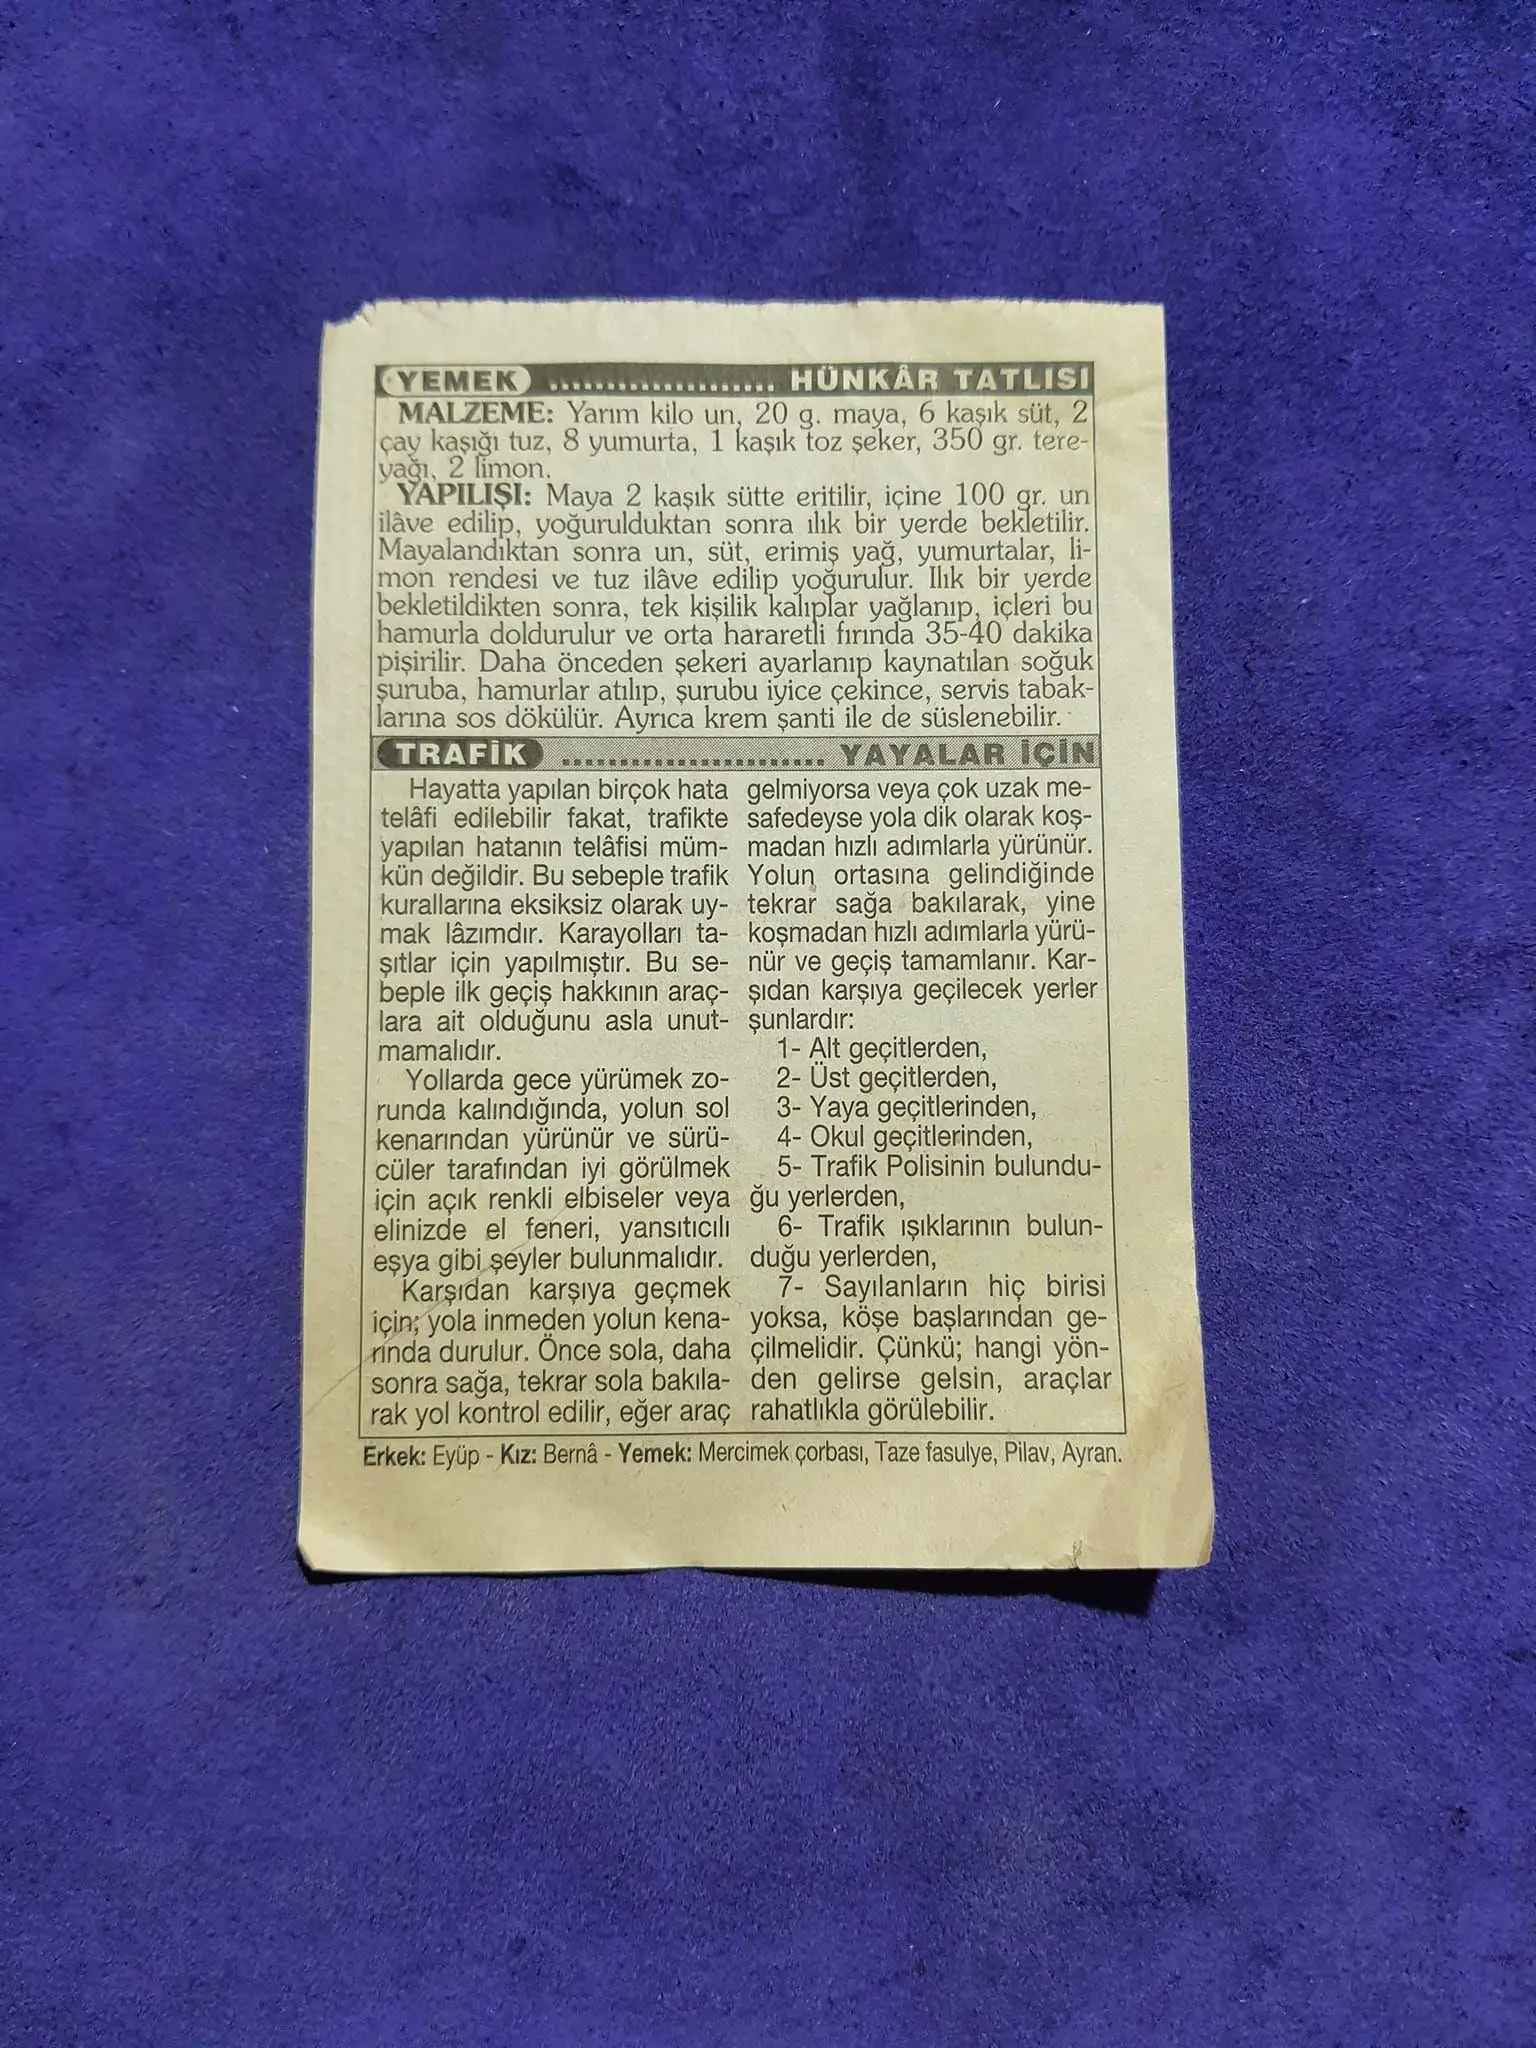 YEMEK .................... HÜNKÂR TATLISI
MALZEME: Yarım kilo un, 20 g. maya, 6 kaşık süt, 2
çay kaşığı tuz, 8 yumurta, 1 kaşık toz şeker, 350 gr. tere-
yağı, 2 limon.
YAPILIŞI: Maya 2 kaşık sütte eritilir, içine 100 gr. un
ilâve edilip, yoğurulduktan sonra ılık bir yerde bekletilir.
Mayalandıktan sonra un, süt, erimiş yağ, yumurtalar, li-
mon rendesi ve tuz ilâve edilip yoğurulur. Ilık bir yerde
bekletildikten sonra, tek kişilik kalıplar yağlanıp, içleri bu
hamurla doldurulur ve orta hararetli fırında 35-40 dakika
pişirilir. Daha önceden şekeri ayarlanıp kaynatılan soğuk
şuruba, hamurlar atılıp, şurubu iyice çekince, servis tabak-
larına sos dökülür. Ayrıca krem şanti ile de süslenebilir.
TRAFİK ....................... YAYALAR İÇİN
Hayatta yapılan birçok hata
telâfi edilebilir fakat, trafikte
yapılan hatanın telâfisi müm-
kün değildir. Bu sebeple trafik
kurallarına eksiksiz olarak uy-
mak lâzımdır. Karayolları ta-
şıtlar için yapılmıştır. Bu se-
beple ilk geçiş hakkının araç-
lara ait olduğunu asla unut-
mamalıdır.
Yollarda gece yürümek zo-
runda kalındığında, yolun sol
kenarından yürünür ve sürü-
cüler tarafından iyi görülmek
için açık renkli elbiseler veya
elinizde el feneri, yansıtıcılı
eşya gibi şeyler bulunmalıdır.
Karşıdan karşıya geçmek
için; yola inmeden yolun kena-
rında durulur. Önce sola, daha
sonra sağa, tekrar sola bakıla-
rak yol kontrol edilir, eğer araç
gelmiyorsa veya çok uzak me-
safedeyse yola dik olarak koş-
madan hızlı adımlarla yürünür.
Yolun ortasına gelindiğinde
tekrar sağa bakılarak, yine
koşmadan hızlı adımlarla yürü-
nür ve geçiş tamamlanır. Kar-
şıdan karşıya geçilecek yerler
şunlardır:
1- Alt geçitlerden,
2- Üst geçitlerden,
3- Yaya geçitlerinden,
4- Okul geçitlerinden,
5- Trafik Polisinin bulundu-
ğu yerlerden,
6- Trafik ışıklarının bulun-
duğu yerlerden,
7- Sayılanların hiç birisi
yoksa, köşe başlarından ge-
çilmelidir. Çünkü; hangi yön-
den gelirse gelsin, araçlar
rahatlıkla görülebilir.
Erkek: Eyüp - Kız: Bernâ - Yemek: Mercimek çorbası, Taze fasulye, Pilav, Ayran.